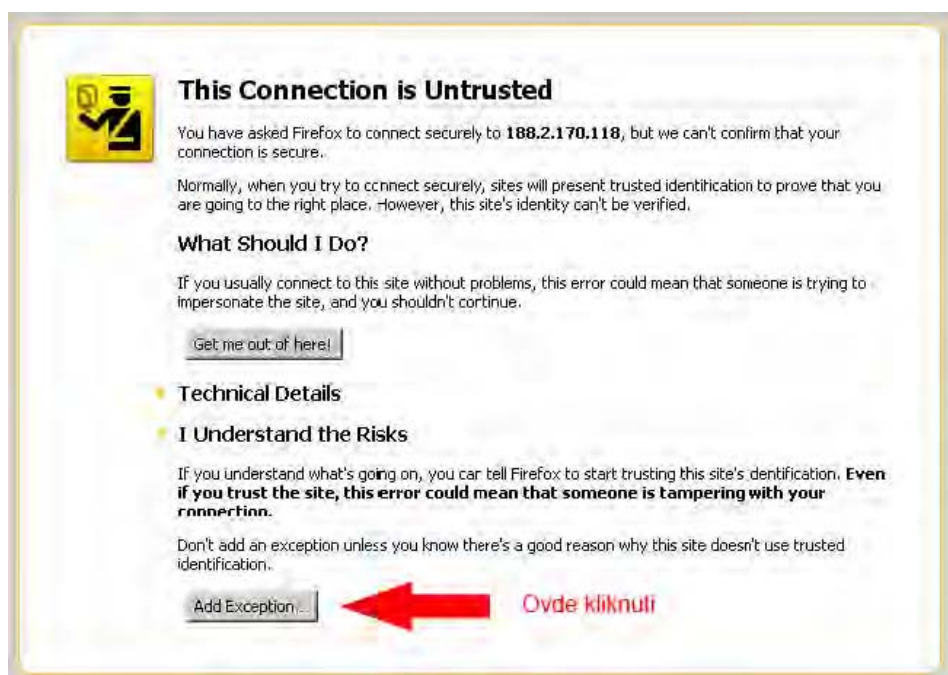 This Connection is Untrusted
You have asked Firefox to connect securely to 188.2.170.118, but we can't confirm that your
connection is secure.
Normally, when you try to connect securely, sites will present trusted identification to prove that you
are going to the right place. However, this site's identity can't be verified.
What Should I Do?
If you usually connect to this site without problems, this error could mean that someone is trying to
impersonate the site, and you shouldn't continue.
Get me out of here!
Technical Details
I Understand the Risks
If you understand what's going on, you can tell Firefox to start trusting this site's identification. Even
if you trust the site, this error could mean that someone is tampering with your
connection.
Don't add an exception unless you know there's a good reason why this site doesn't use trusted
identification.
Add Exception...
Ovde kliknuti